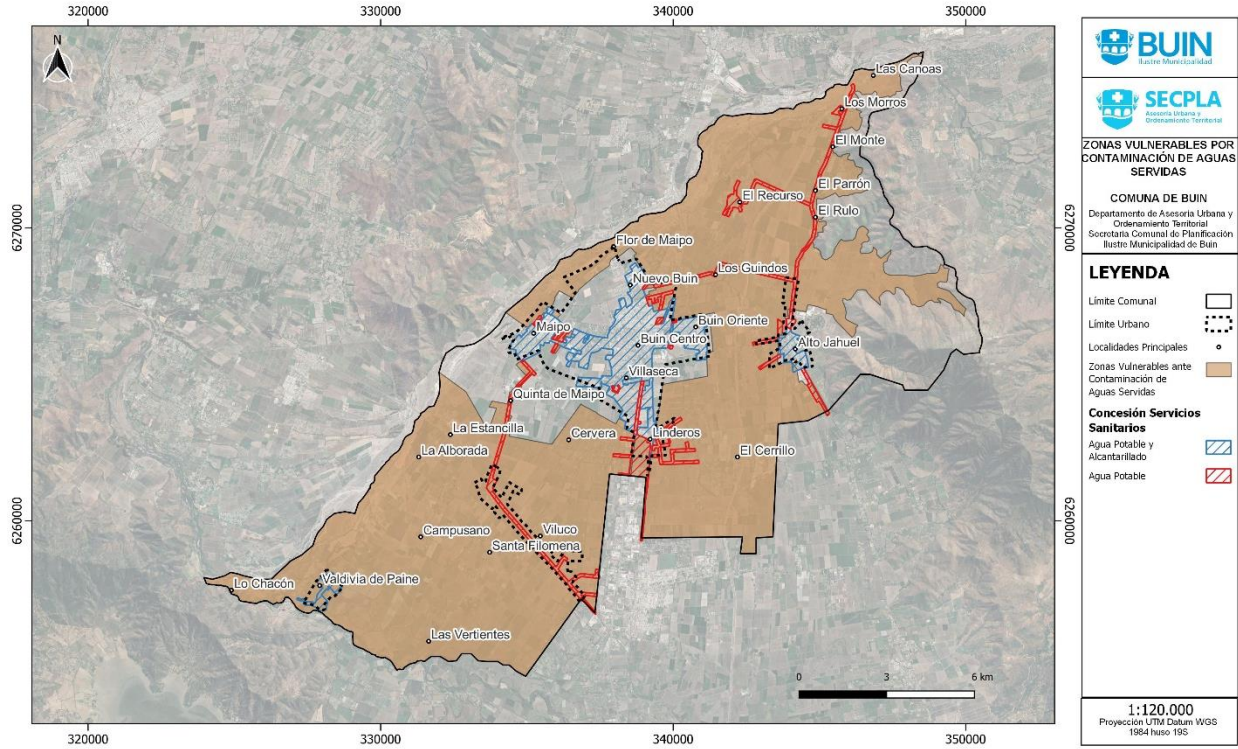 320000
330000
340000
350000
N
Las Canoas
Los Morros
El Monte
El Parrón
El Recurso
El Rulo
6270000
6270000
Flor de Maipo
Los Guindos
Nuevo Buin
Buin Oriente
Maipo
Buin Centro
Alto Jahuel
Villaseca
Quinta de Maipo
La Estancilla
Cervera
Linderos
La Alborada
El Cerrillo
6260000
6260000
Campusano
Viluco
Santa Filomena
Valdivia de Paine
Lo Chacón
Las Vertientes
0
3
6 km
320000
330000
340000
350000
BUIN
Ilustre Municipalidad
SECPLA
Asesoría Urbana y
Ordenamiento Territorial
ZONAS VULNERABLES POR
CONTAMINACIÓN DE AGUAS
SERVIDAS
COMUNA DE BUIN
Departamento de Asesoría Urbana y
Ordenamiento Territorial
Secretaría Comunal de Planificación
Ilustre Municipalidad de Buin
LEYENDA
Límite Comunal
Límite Urbano
Localidades Principales
Zonas Vulnerables ante
Contaminación de
Aguas Servidas
Concesión Servicios
Sanitarios
Agua Potable y
Alcantarillado
Agua Potable
1:120.000
Proyección UTM Datum WGS
1984 huso 19S